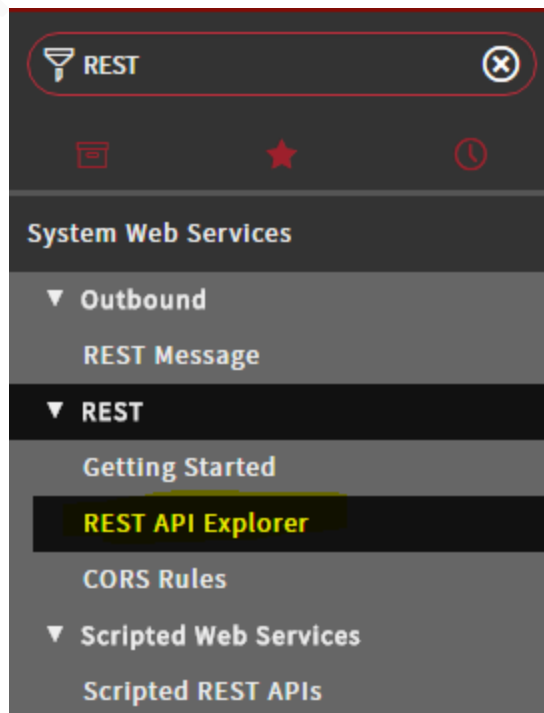 REST
System Web Services
Outbound
REST Message
REST
Getting Started
REST API Explorer
CORS Rules
Scripted Web Services
Scripted REST APIs